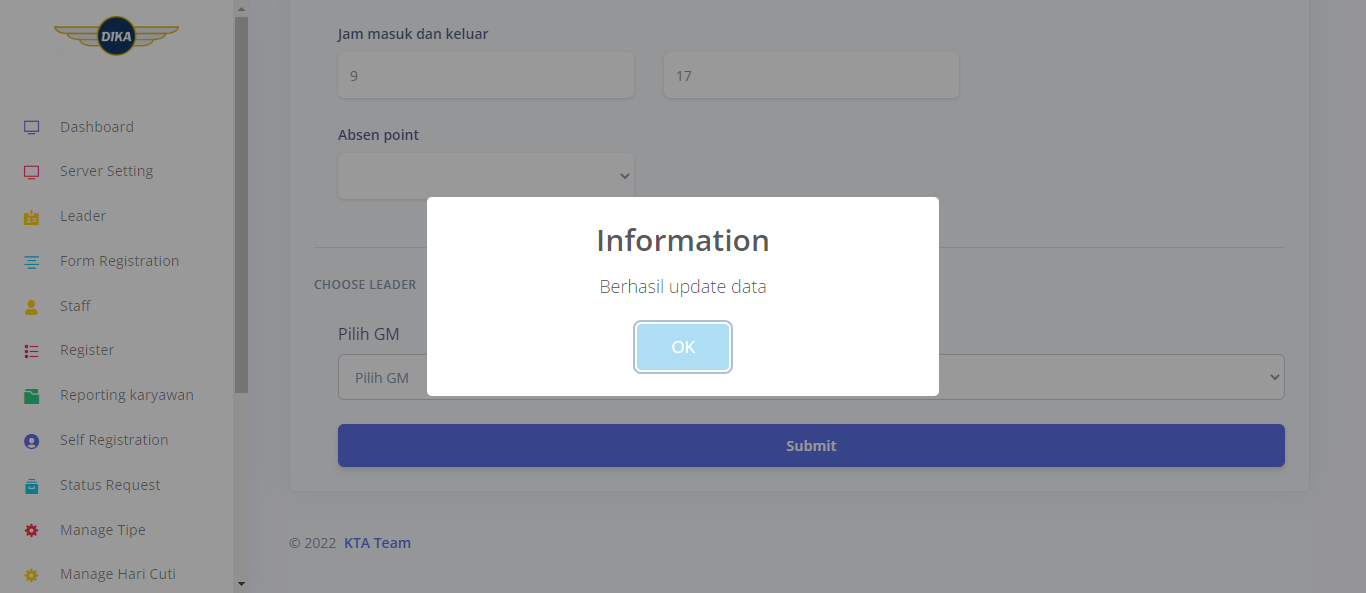 DIKA
Dashboard
Server Setting
Leader
Form Registration
Staff
Register
Reporting karyawan
Self Registration
Status Request
Manage Tipe
Manage Hari Cuti
Jam masuk dan keluar
9 17
Absen point
CHOOSE LEADER
Pilih GM
Pilih GM
Submit
© 2022 KTA Team
Information
Berhasil update data
OK